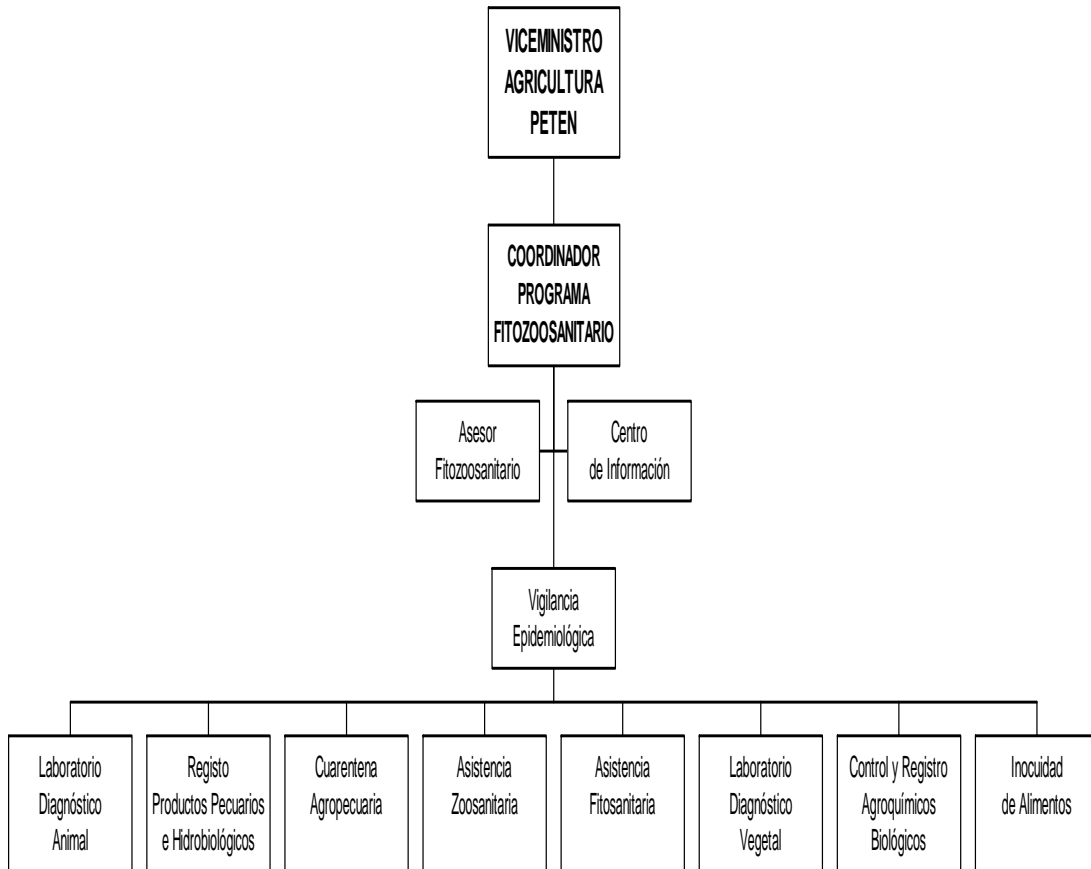 VICEMINISTRO
AGRICULTURA
PETEN
COORDINADOR
PROGRAMA
FITOZOOSANITARIO
Asesor
Fitozoosanitario
Centro
de Información
Vigilancia
Epidemiológica
Laboratorio
Diagnóstico
Animal
Registo
Productos Pecuarios
e Hidrobiológicos
Cuarentena
Agropecuaria
Asistencia
Zoosanitaria
Asistencia
Fitosanitaria
Laboratorio
Diagnóstico
Vegetal
Control y Registro
Agroquímicos
Biológicos
Inocuidad
de Alimentos